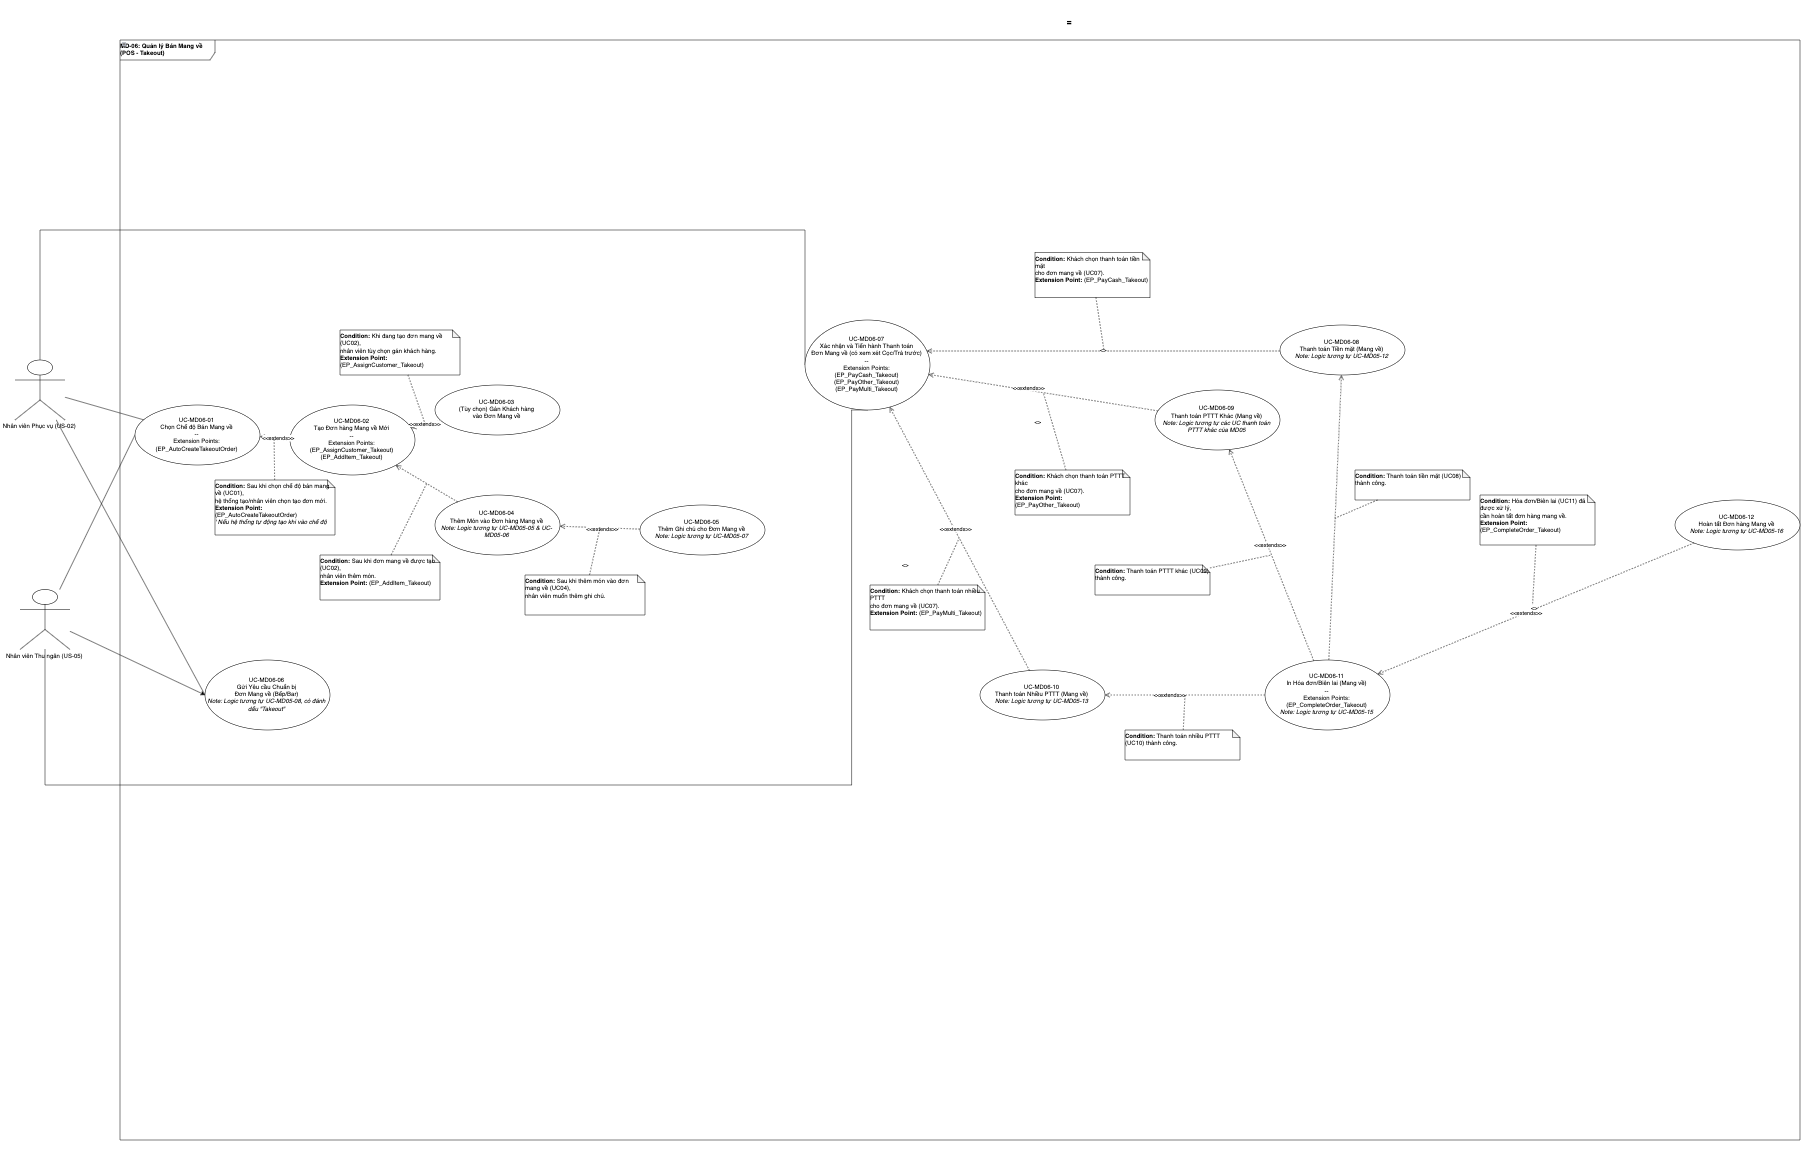 =
MD-06: Quản lý Bán Mang về
(POS - Takeout)
Condition: Khách chọn thanh toán tiền
mặt
cho đơn mang về (UC07).
Extension Point: (EP_PayCash_Takeout)
Condition: Khi đang tạo đơn mang về
(UC02),
nhân viên tùy chọn gán khách hàng.
Extension Point:
(EP_AssignCustomer_Takeout)
UC-MD06-07
Xác nhận và Tiến hành Thanh toán
Đơn Mang về (có xem xét Cọc/Trả trước)
--
Extension Points:
(EP_PayCash_Takeout)
(EP_PayOther_Takeout)
(EP_PayMulti_Takeout)
<>
UC-MD06-08
Thanh toán Tiền mặt (Mang về)
Note: Logic tương tự UC-MD05-12
<<extends>>
UC-MD06-03
(Tùy chọn) Gán Khách hàng
vào Đơn Mang về
UC-MD06-09
Thanh toán PTTT Khác (Mang về)
Note: Logic tương tự các UC thanh toán
PTTT khác của MD05
<>
Nhân viên Phục vụ (US-02)
UC-MD06-01
Chọn Chế độ Bán Mang về
--
Extension Points:
(EP_AutoCreateTakeoutOrder)
<<extends>>
UC-MD06-02
Tạo Đơn hàng Mang về Mới
--
Extension Points:
(EP_AssignCustomer_Takeout)
(EP_AddItem_Takeout)
<<extends>>
Condition: Sau khi chọn chế độ bán mang
về (UC01),
hệ thống tạo/nhân viên chọn tạo đơn mới.
Extension Point:
(EP_AutoCreateTakeoutOrder)
* Nếu hệ thống tự động tạo khi vào chế độ
Condition: Khách chọn thanh toán PTTT
khác
cho đơn mang về (UC07).
Extension Point:
(EP_PayOther_Takeout)
Condition: Thanh toán tiền mặt (UC08)
thành công.
Condition: Hóa đơn/Biên lai (UC11) đã
được xử lý,
cần hoàn tất đơn hàng mang về.
Extension Point:
(EP_CompleteOrder_Takeout)
UC-MD06-12
Hoàn tất Đơn hàng Mang về
Note: Logic tương tự UC-MD05-16
UC-MD06-04
Thêm Món vào Đơn hàng Mang về
Note: Logic tương tự UC-MD05-05 & UC-
MD05-06
<<extends>>
UC-MD06-05
Thêm Ghi chú cho Đơn Mang về
Note: Logic tương tự UC-MD05-07
<<extends>>
<<extends>>
Condition: Sau khi đơn mang về được tạo
(UC02),
nhân viên thêm món.
Extension Point: (EP_AddItem_Takeout)
Condition: Sau khi thêm món vào đơn
mang về (UC04),
nhân viên muốn thêm ghi chú.
<>
Condition: Khách chọn thanh toán nhiều
PTTT
cho đơn mang về (UC07).
Extension Point: (EP_PayMulti_Takeout)
Condition: Thanh toán PTTT khác (UC09)
thành công.
<>
<<extends>>
Nhân viên Thu ngân (US-05)
UC-MD06-06
Gửi Yêu cầu Chuẩn bị
Đơn Mang về (Bếp/Bar)
Note: Logic tương tự UC-MD05-08, có đánh
dấu "Takeout"
UC-MD06-10
Thanh toán Nhiều PTTT (Mang về)
Note: Logic tương tự UC-MD05-13
<<extends>>
UC-MD06-11
In Hóa đơn/Biên lai (Mang về)
--
Extension Points:
(EP_CompleteOrder_Takeout)
Note: Logic tương tự UC-MD05-15
Condition: Thanh toán nhiều PTTT
(UC10) thành công.